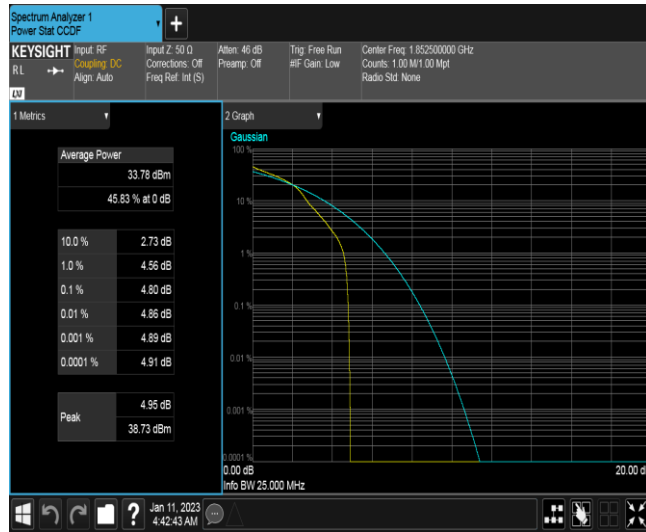 Spectrum Analyzer 1
Power Stat CCDF
KEYSIGHT
RL
LXI
Input: RF
Coupling: DC
Align: Auto
Input Z: 50 Ω
Corrections: Off
Freq Ref: Int (S)
Atten: 46 dB
Preamp: Off
Trig: Free Run
#IF Gain: Low
Center Freq: 1.852500000 GHz
Counts: 1.00 M/1.00 Mpt
Radio Std: None
1 Metrics
Average Power
33.78 dBm
45.83 % at 0 dB
10.0 % 2.73 dB
1.0 % 4.56 dB
0.1 % 4.80 dB
0.01 % 4.86 dB
0.001 % 4.89 dB
0.0001 % 4.91 dB
Peak
4.95 dB
38.73 dBm
2 Graph
Gaussian
100 %
10 %
1 %
0.1 %
0.01 %
0.001 %
0.0001 %
0.00 dB
20.00 d
Info BW 25.000 MHz
?
Jan 11, 2023
4:42:43 AM